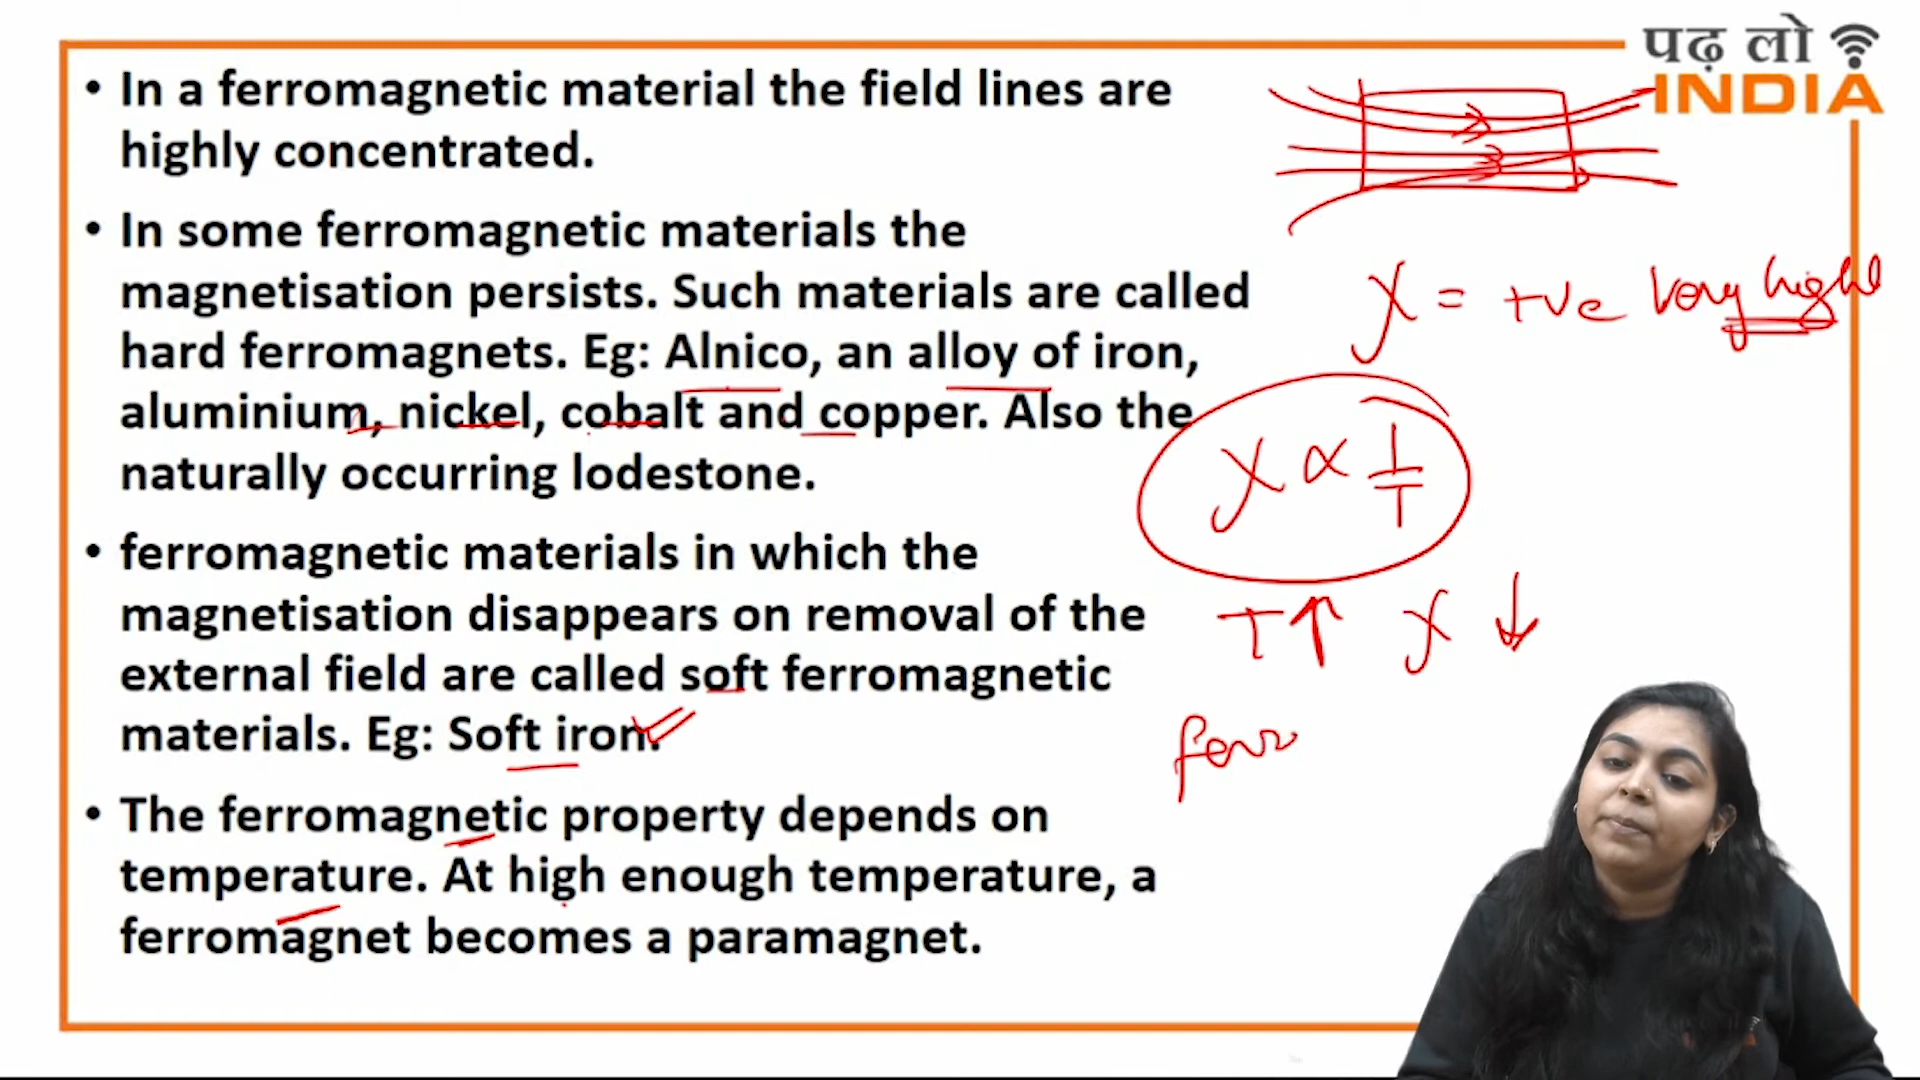 पढ़ लो
INDIA
• In a ferromagnetic material the field lines are
highly concentrated.
• In some ferromagnetic materials the
magnetisation persists. Such materials are called
hard ferromagnets. Eg: Alnico, an alloy of iron,
aluminium, nickel, cobalt and copper. Also the
naturally occurring lodestone.
• ferromagnetic materials in which the
magnetisation disappears on removal of the
external field are called soft ferromagnetic
materials. Eg: Soft iron.
• The ferromagnetic property depends on
temperature. At high enough temperature, a
ferromagnet becomes a paramagnet.
χ = +ve very high
χ ∝ 1/T
T ↑ χ ↓